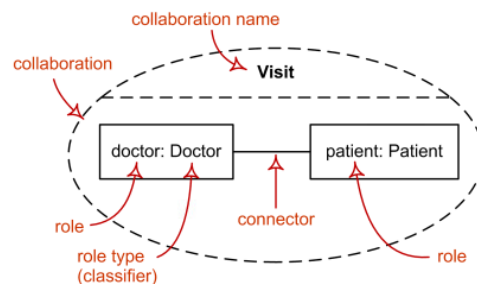 collaboration name
collaboration
Visit
doctor: Doctor
patient: Patient
connector
role
role type
(classifier)
role